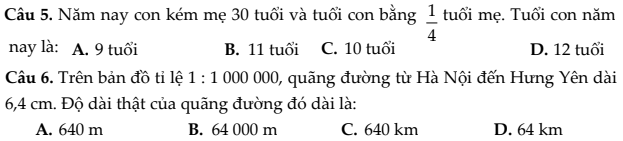 Câu 5. Năm nay con kém mẹ 30 tuổi và tuổi con bằng 1/4 tuổi mẹ. Tuổi con năm
nay là: A. 9 tuổi B. 11 tuổi C. 10 tuổi D. 12 tuổi
Câu 6. Trên bản đồ tỉ lệ 1 : 1 000 000, quãng đường từ Hà Nội đến Hưng Yên dài
6,4 cm. Độ dài thật của quãng đường đó dài là:
A. 640 m B. 64 000 m C. 640 km D. 64 km